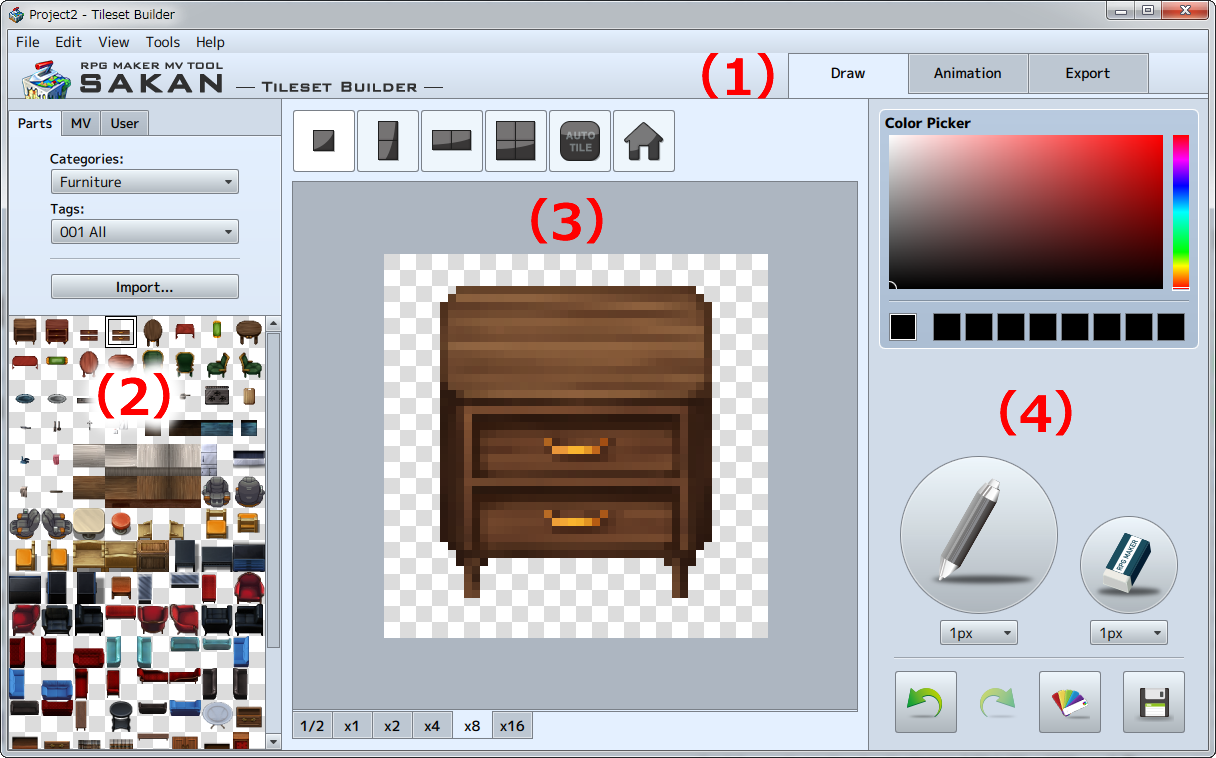 Project2 - Tileset Builder
File Edit View Tools Help
RPG MAKER MV TOOL
SAKAN
— TILESET BUILDER —
(1)
Draw
Animation
Export
Parts
MV
User
Categories:
Furniture
Tags:
001 All
Import...
(2)
AUTO
TILE
(3)
1/2
x1
x2
x4
x8
x16
Color Picker
(4)
RPG MAKER
1px
1px